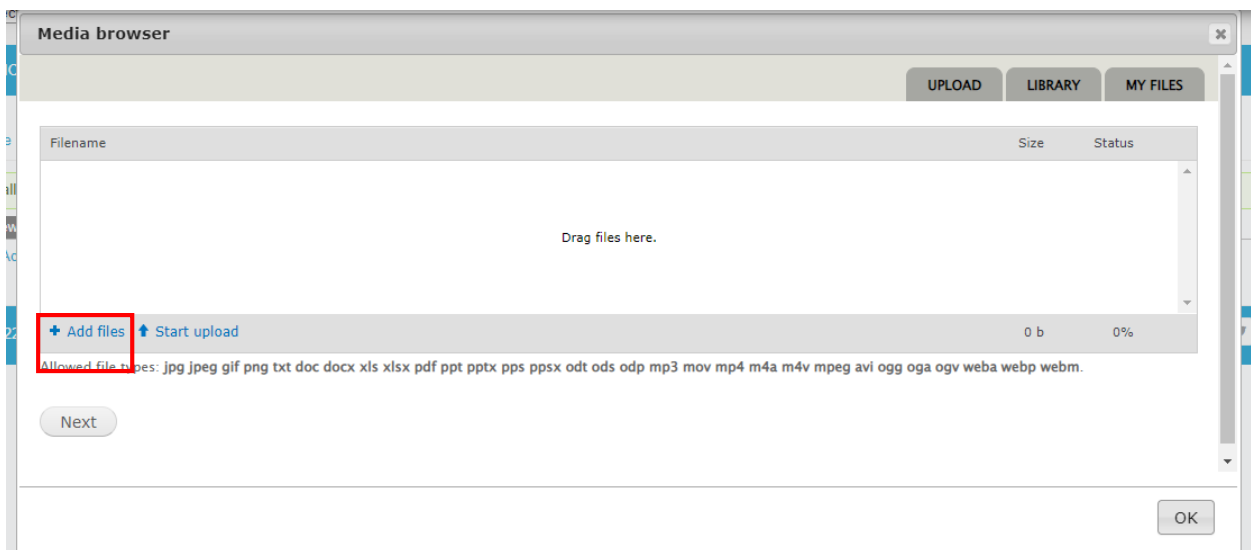 Media browser
UPLOAD LIBRARY MY FILES
Filename Size Status
Drag files here.
Add files Start upload 0 b 0%
Allowed file types: jpg jpeg gif png txt doc docx xls xlsx pdf ppt pptx pps ppsx odt ods odp mp3 mov mp4 m4a m4v mpeg avi ogg oga ogv weba webp webm.
Next
OK